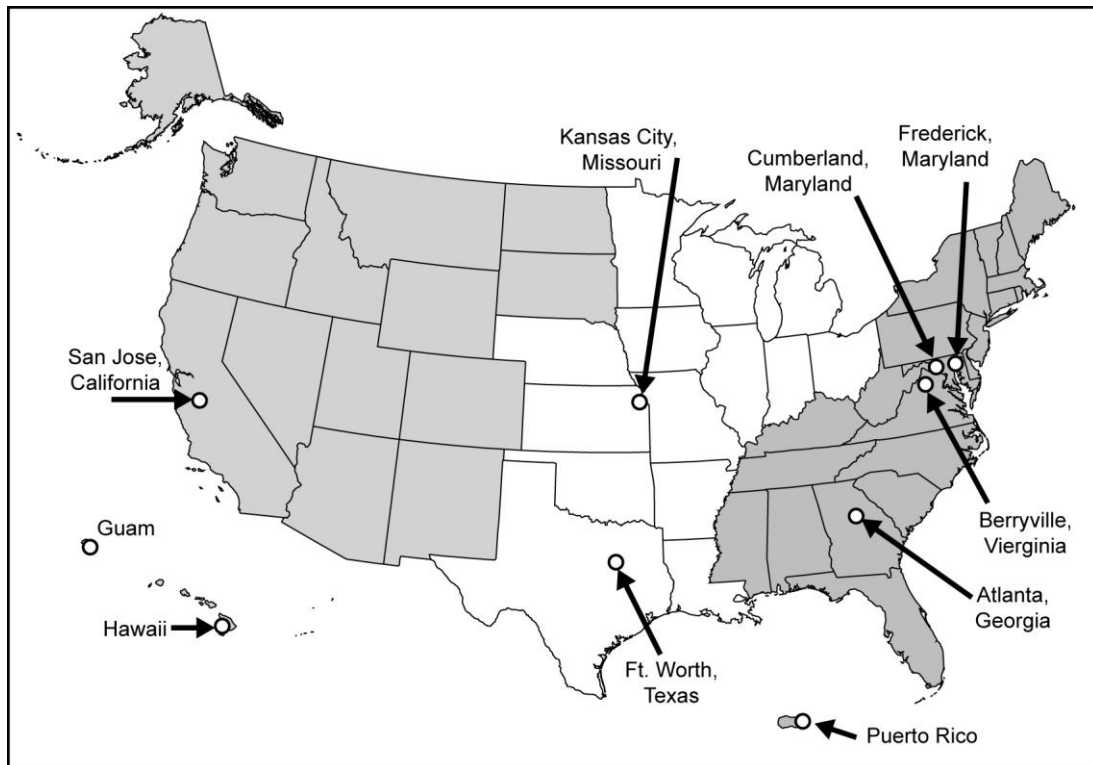 Kansas City,
Missouri
Frederick,
Maryland
Cumberland,
Maryland
San Jose,
California
Guam
Hawaii
Berryville,
Vierginia
Atlanta,
Georgia
Ft. Worth,
Texas
Puerto Rico